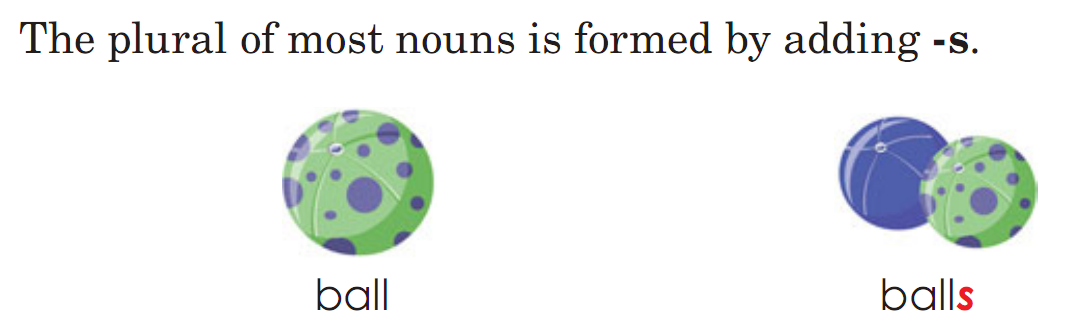 The plural of most nouns is formed by adding -s.
ball balls